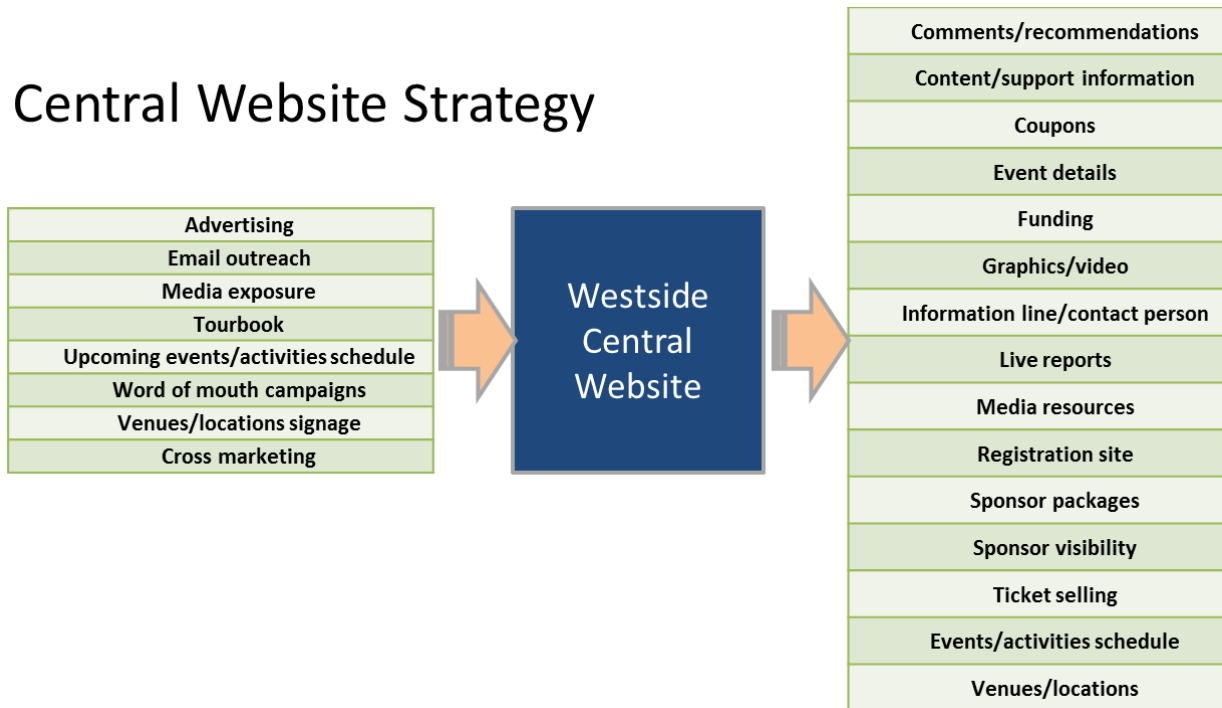 Central Website Strategy
Advertising
Email outreach
Media exposure
Tourbook
Upcoming events/activities schedule
Word of mouth campaigns
Venues/locations signage
Cross marketing
Westside
Central
Website
Comments/recommendations
Content/support information
Coupons
Event details
Funding
Graphics/video
Information line/contact person
Live reports
Media resources
Registration site
Sponsor packages
Sponsor visibility
Ticket selling
Events/activities schedule
Venues/locations